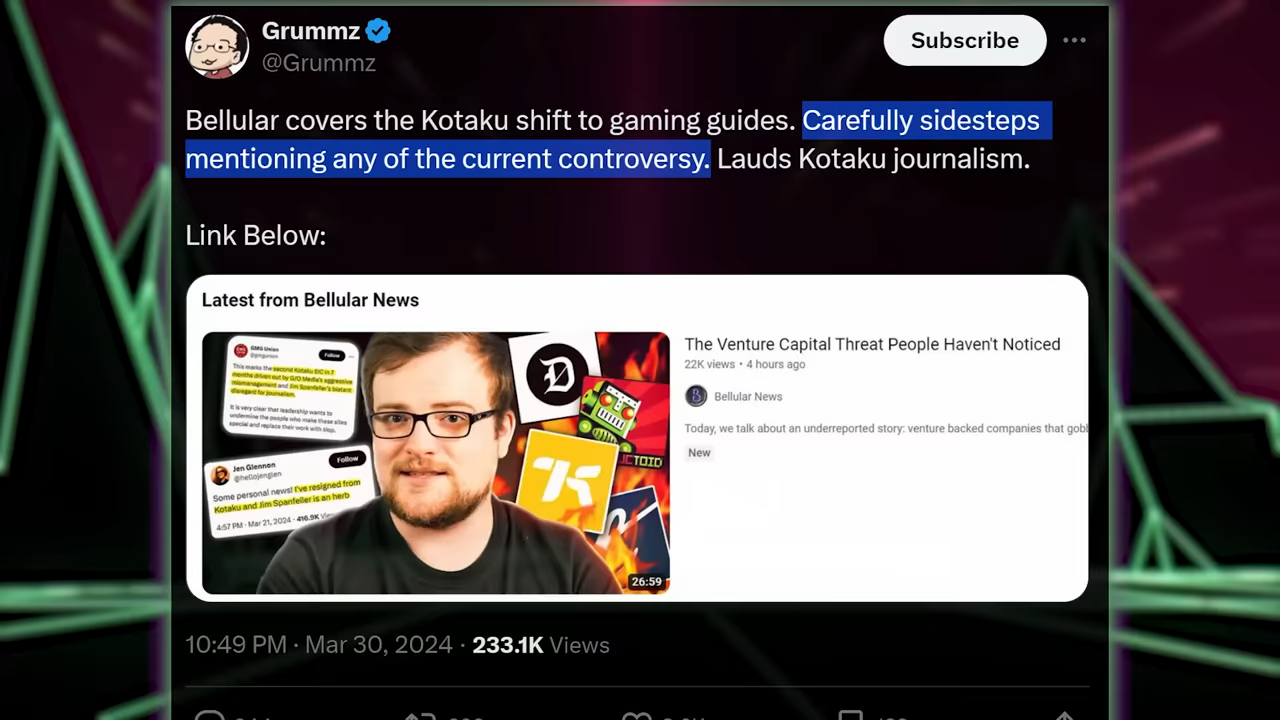 Grummz
@Grummz
Subscribe
Bellular covers the Kotaku shift to gaming guides. Carefully sidesteps
mentioning any of the current controversy. Lauds Kotaku journalism.
Link Below:
Latest from Bellular News
GMG Union
@gmgunion
Follow
This marks the second Kotaku EIC in 7
months driven out by G/O Media's aggressive
mismanagement and Jim Spanfeller's blatant
disregard for journalism.
It is very clear that leadership wants to
undermine the people who make these sites
special and replace their work with slop.
Jen Glennon
@hellojenglen
Follow
Some personal news! I've resigned from
Kotaku and Jim Spanfeller is an herb
4:57 PM · Mar 21, 2024 · 416.9K
CTOID
26:59
The Venture Capital Threat People Haven't Noticed
22K views • 4 hours ago
Bellular News
Today, we talk about an underreported story: venture backed companies that gobl
New
10:49 PM · Mar 30, 2024 · 233.1K Views